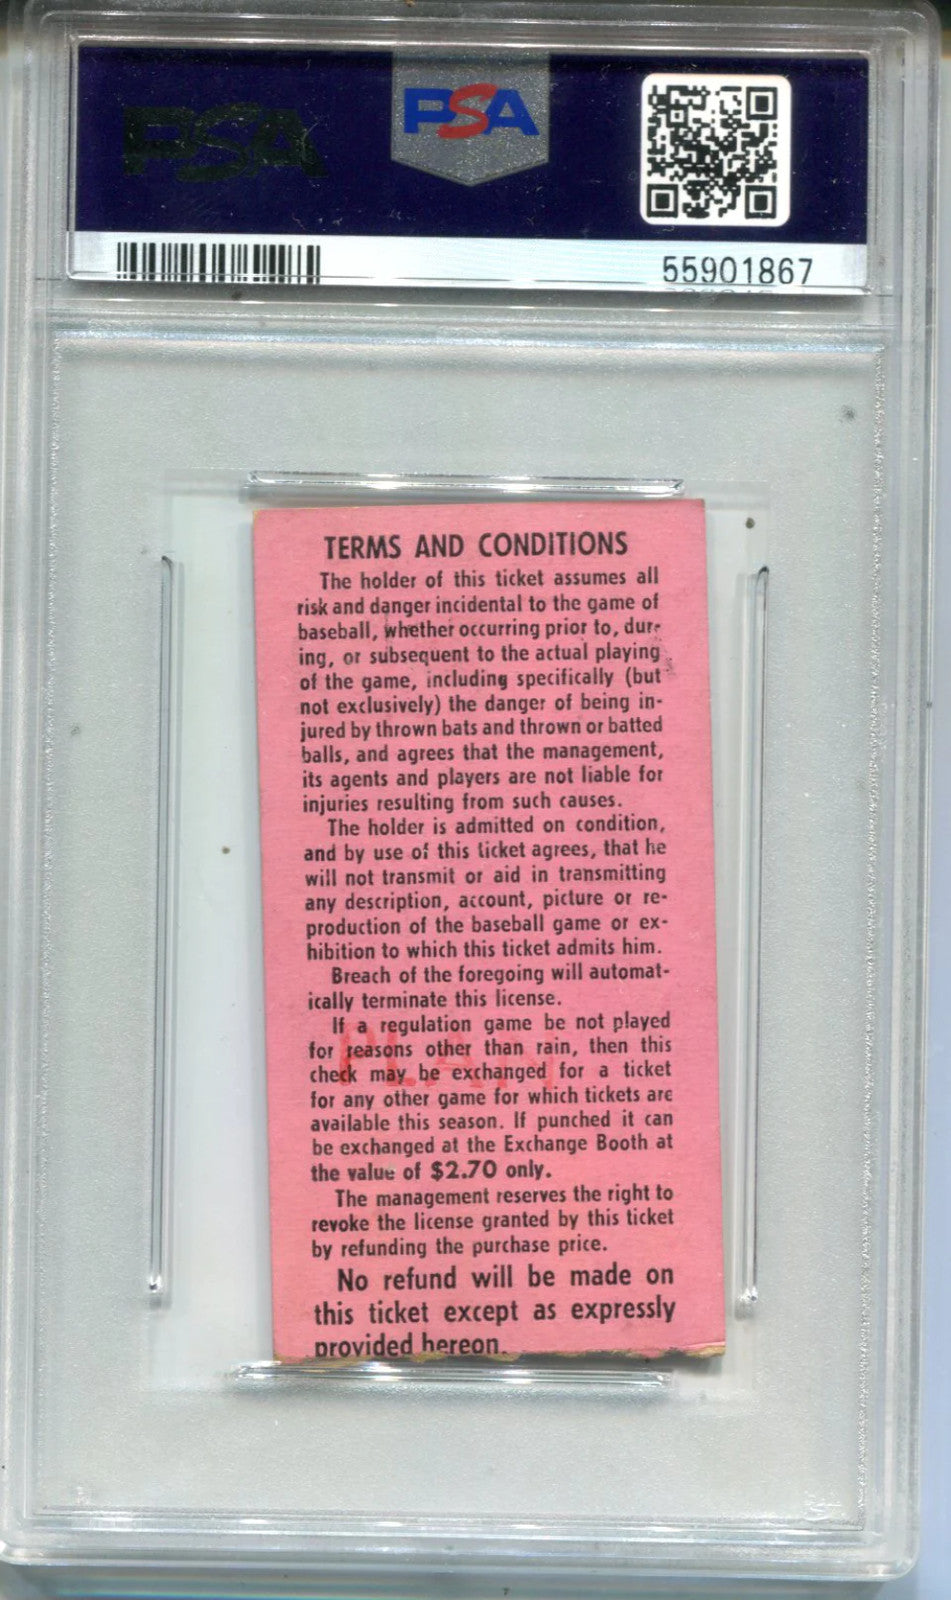 PSA
PSA
55901867
TERMS AND CONDITIONS
The holder of this ticket assumes all
risk and danger incidental to the game of
baseball, whether occurring prior to, dur-
ing, or subsequent to the actual playing
of the game, including specifically (but
not exclusively) the danger of being in-
jured by thrown bats and thrown or batted
balls, and agrees that the management,
its agents and players are not liable for
injuries resulting from such causes.
The holder is admitted on condition,
and by use of this ticket agrees, that he
will not transmit or aid in transmitting
any description, account, picture or re-
production of the baseball game or ex-
hibition to which this ticket admits him.
Breach of the foregoing will automat-
ically terminate this license.
If a regulation game be not played
for reasons other than rain, then this
check may be exchanged for a ticket
for any other game for which tickets are
available this season. If punched it can
be exchanged at the Exchange Booth at
the value of $2.70 only.
The management reserves the right to
revoke the license granted by this ticket
by refunding the purchase price.
No refund will be made on
this ticket except as expressly
provided hereon.